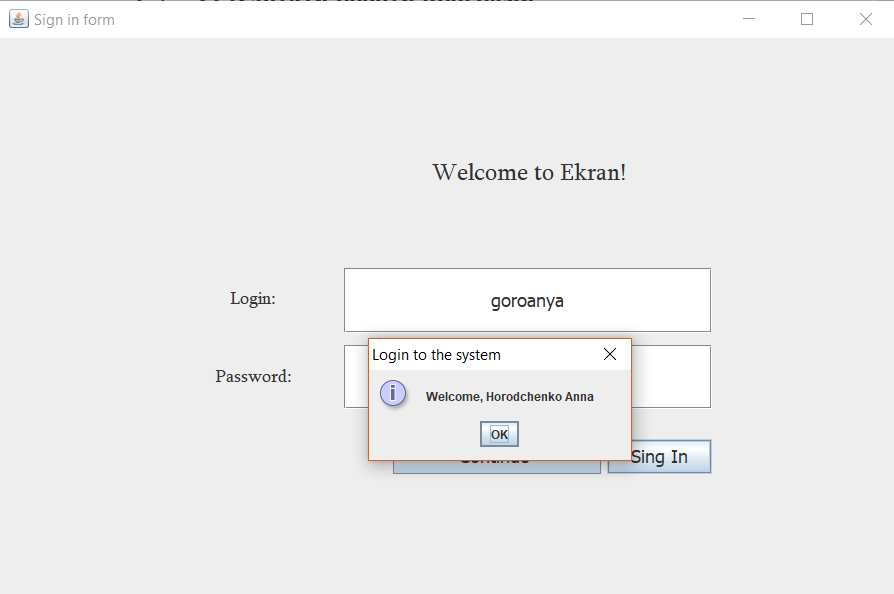 Sign in form
Welcome to Ekran!
Login:
goroanya
Password:
Login to the system
Welcome, Horodchenko Anna
OK
Sing In